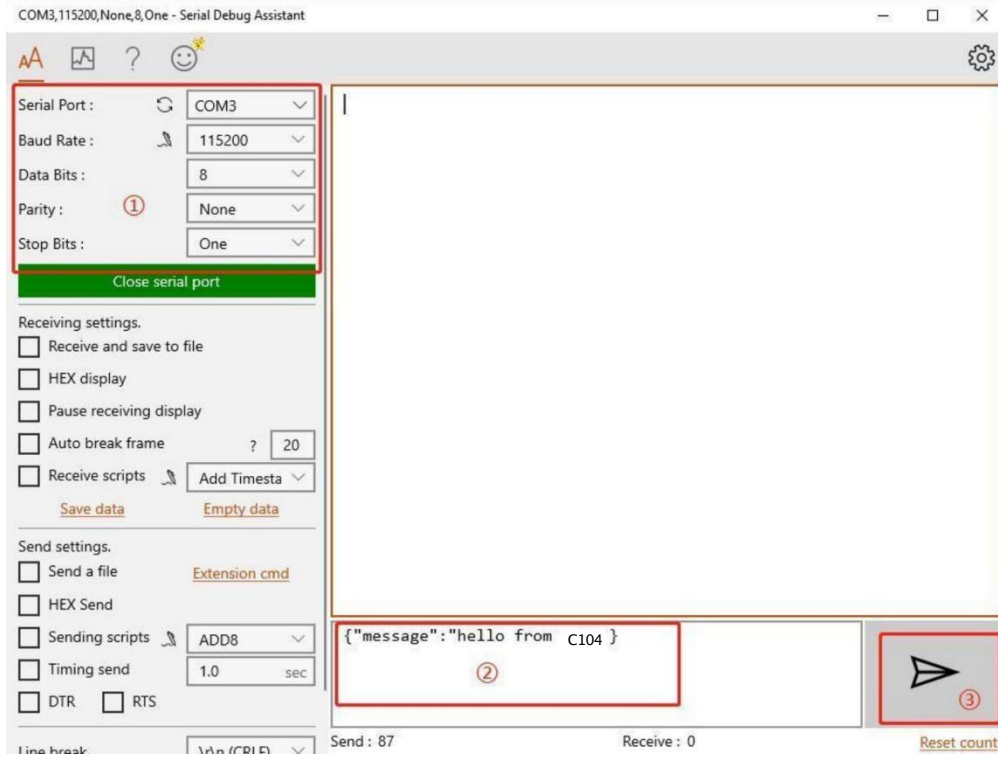 COM3,115200,None,8,One - Serial Debug Assistant
AA
?
Serial Port :
COM3
Baud Rate :
115200
Data Bits :
8
Parity :
①
None
Stop Bits :
One
Close serial port
Receiving settings.
Receive and save to file
HEX display
Pause receiving display
Auto break frame
?
20
Receive scripts
Add Timesta
Save data
Empty data
Send settings.
Send a file
Extension cmd
HEX Send
Sending scripts
ADD8
Timing send
1.0
sec
DTR
RTS
Line break
\r\n (CRLF)
{"message":"hello from C104 }
②
③
Send : 87
Receive : 0
Reset count